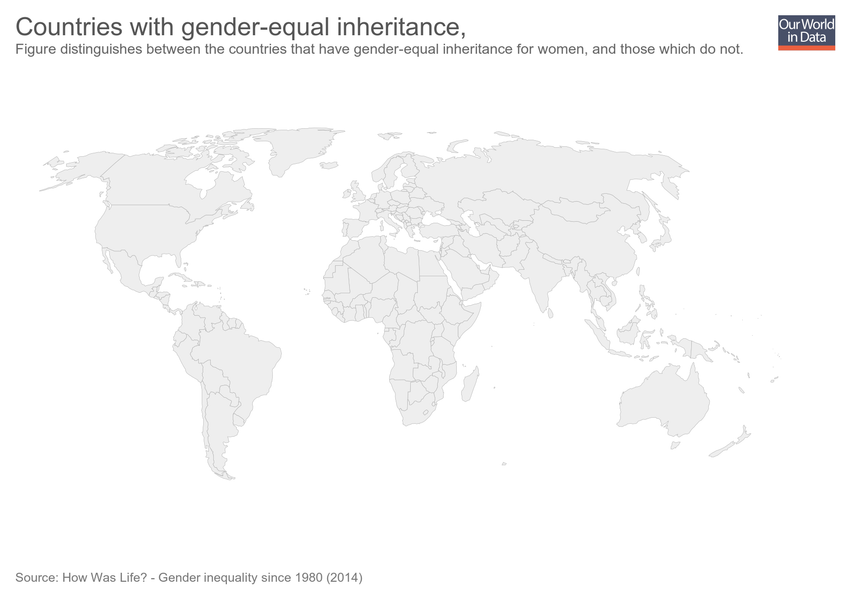 Countries with gender-equal inheritance,
Figure distinguishes between the countries that have gender-equal inheritance for women, and those which do not.
Our World
in Data
Source: How Was Life? - Gender inequality since 1980 (2014)